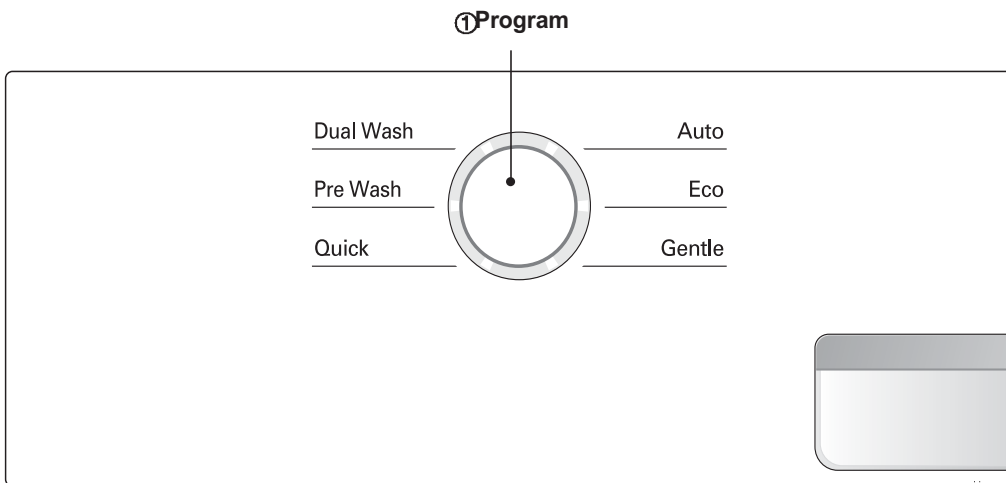 ①Program
Dual Wash
Auto
Pre Wash
Eco
Quick
Gentle